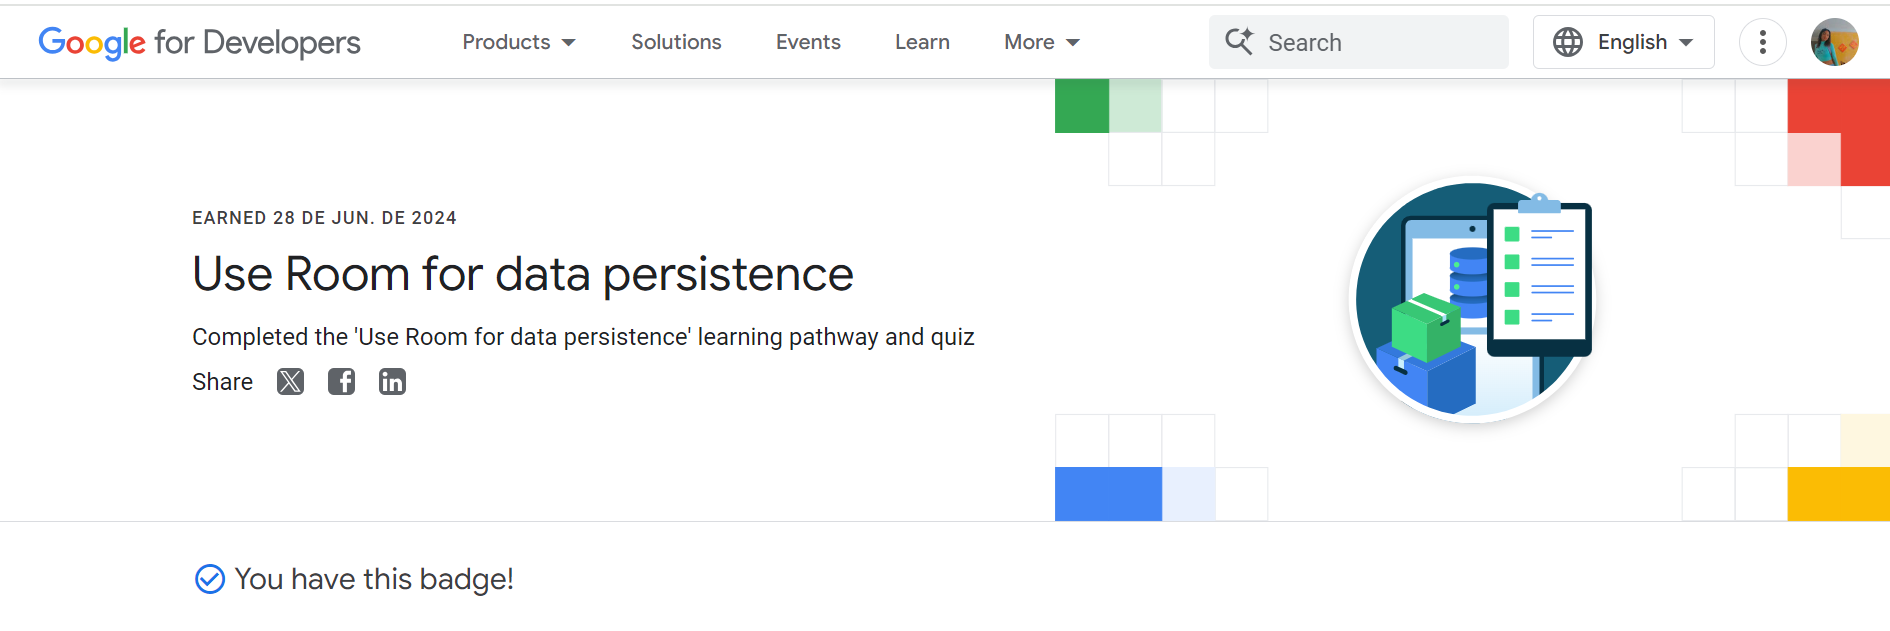 Google for Developers Products Solutions Events Learn More Search English
EARNED 28 DE JUN. DE 2024
Use Room for data persistence
Completed the 'Use Room for data persistence' learning pathway and quiz
Share
You have this badge!